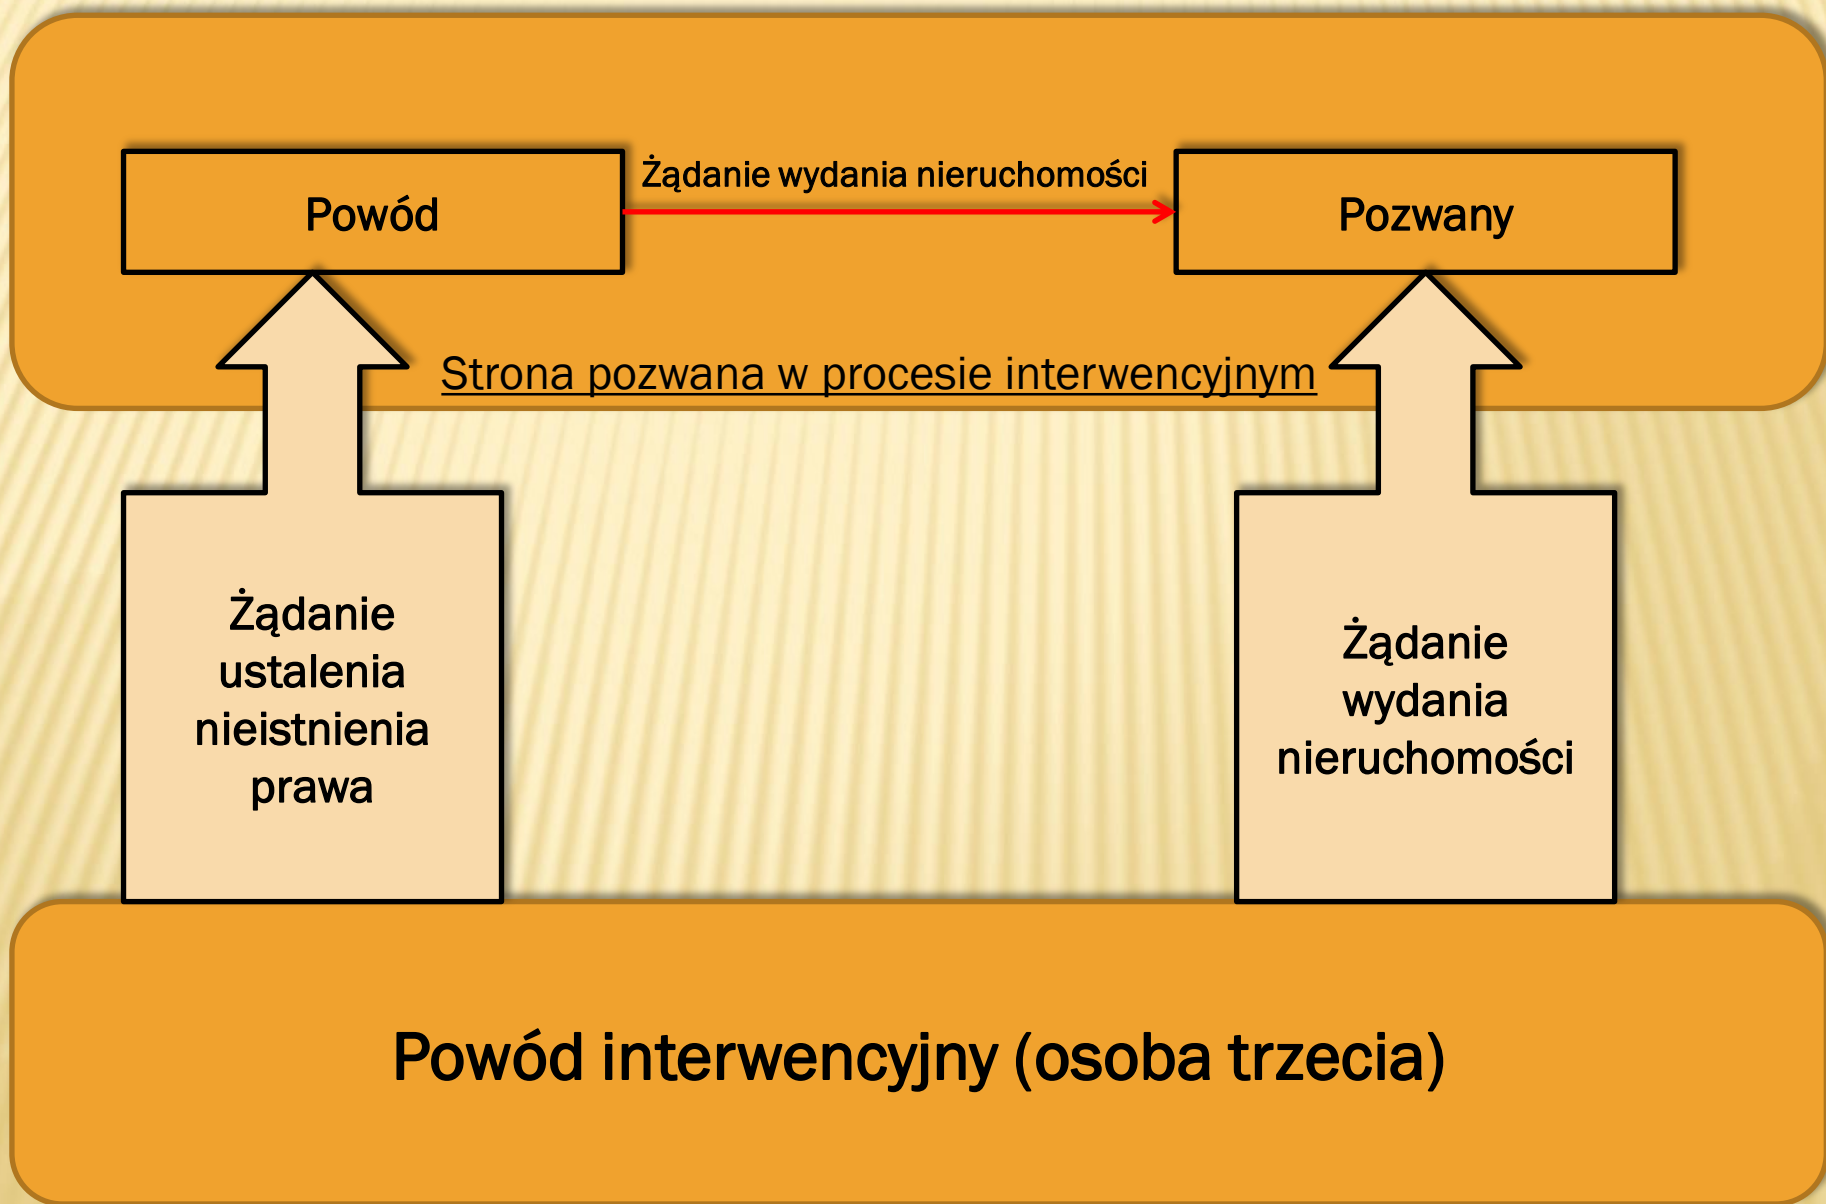 Powód
Żądanie wydania nieruchomości
Pozwany
Strona pozwana w procesie interwencyjnym
Żądanie
ustalenia
nieistnienia
prawa
Żądanie
wydania
nieruchomości
Powód interwencyjny (osoba trzecia)